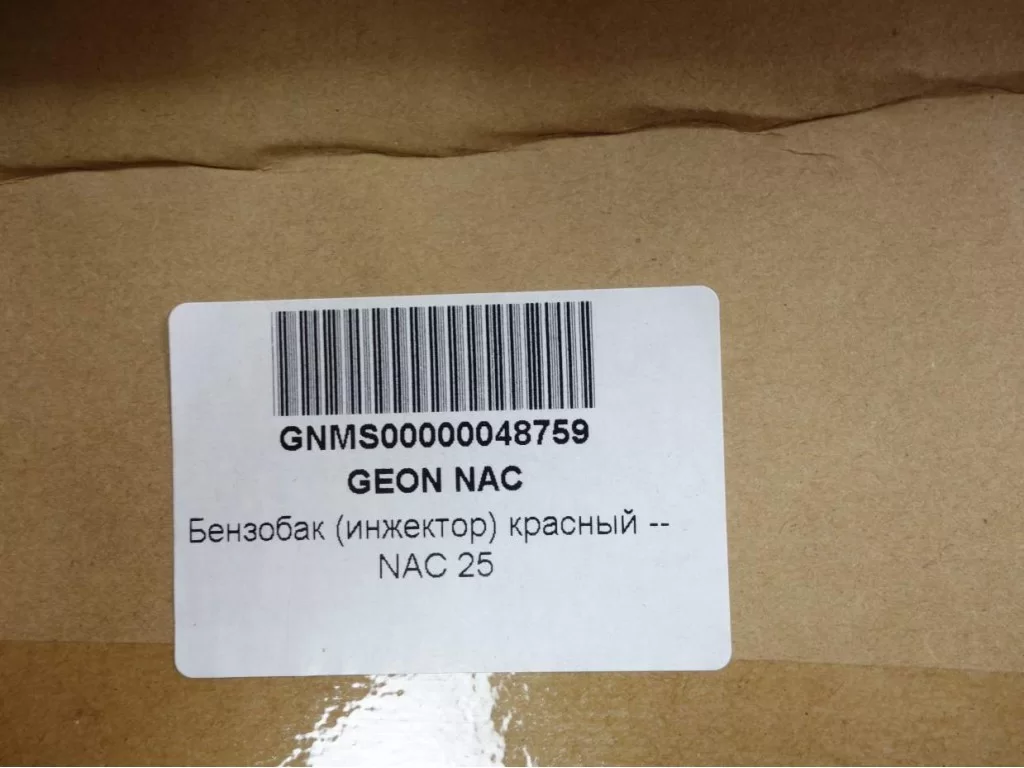 GNMS00000048759
GEON NAC
Бензобак (инжектор) красный --
NAC 25